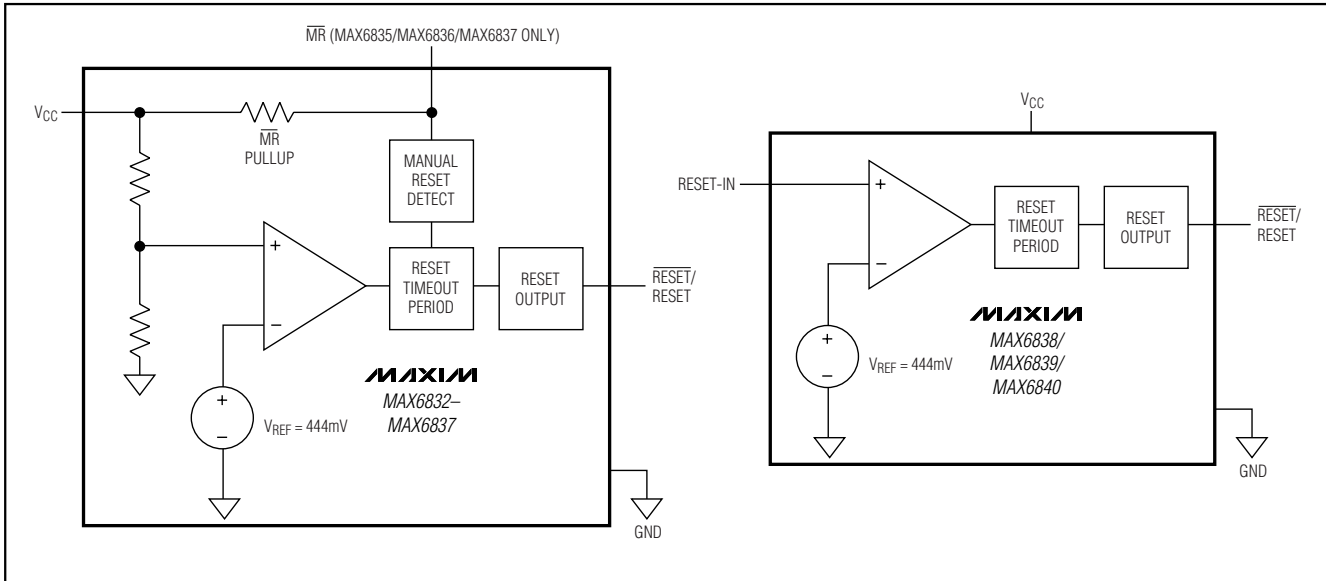 MR (MAX6835/MAX6836/MAX6837 ONLY)
VCC
MR
PULLUP
MANUAL
RESET
DETECT
+
−
RESET
TIMEOUT
PERIOD
RESET
OUTPUT
RESET/
RESET
+
−
VREF = 444mV
MAXIM
MAX6832–
MAX6837
GND
VCC
RESET-IN
+
−
RESET
TIMEOUT
PERIOD
RESET
OUTPUT
RESET/
RESET
+
−
VREF = 444mV
MAXIM
MAX6838/
MAX6839/
MAX6840
GND